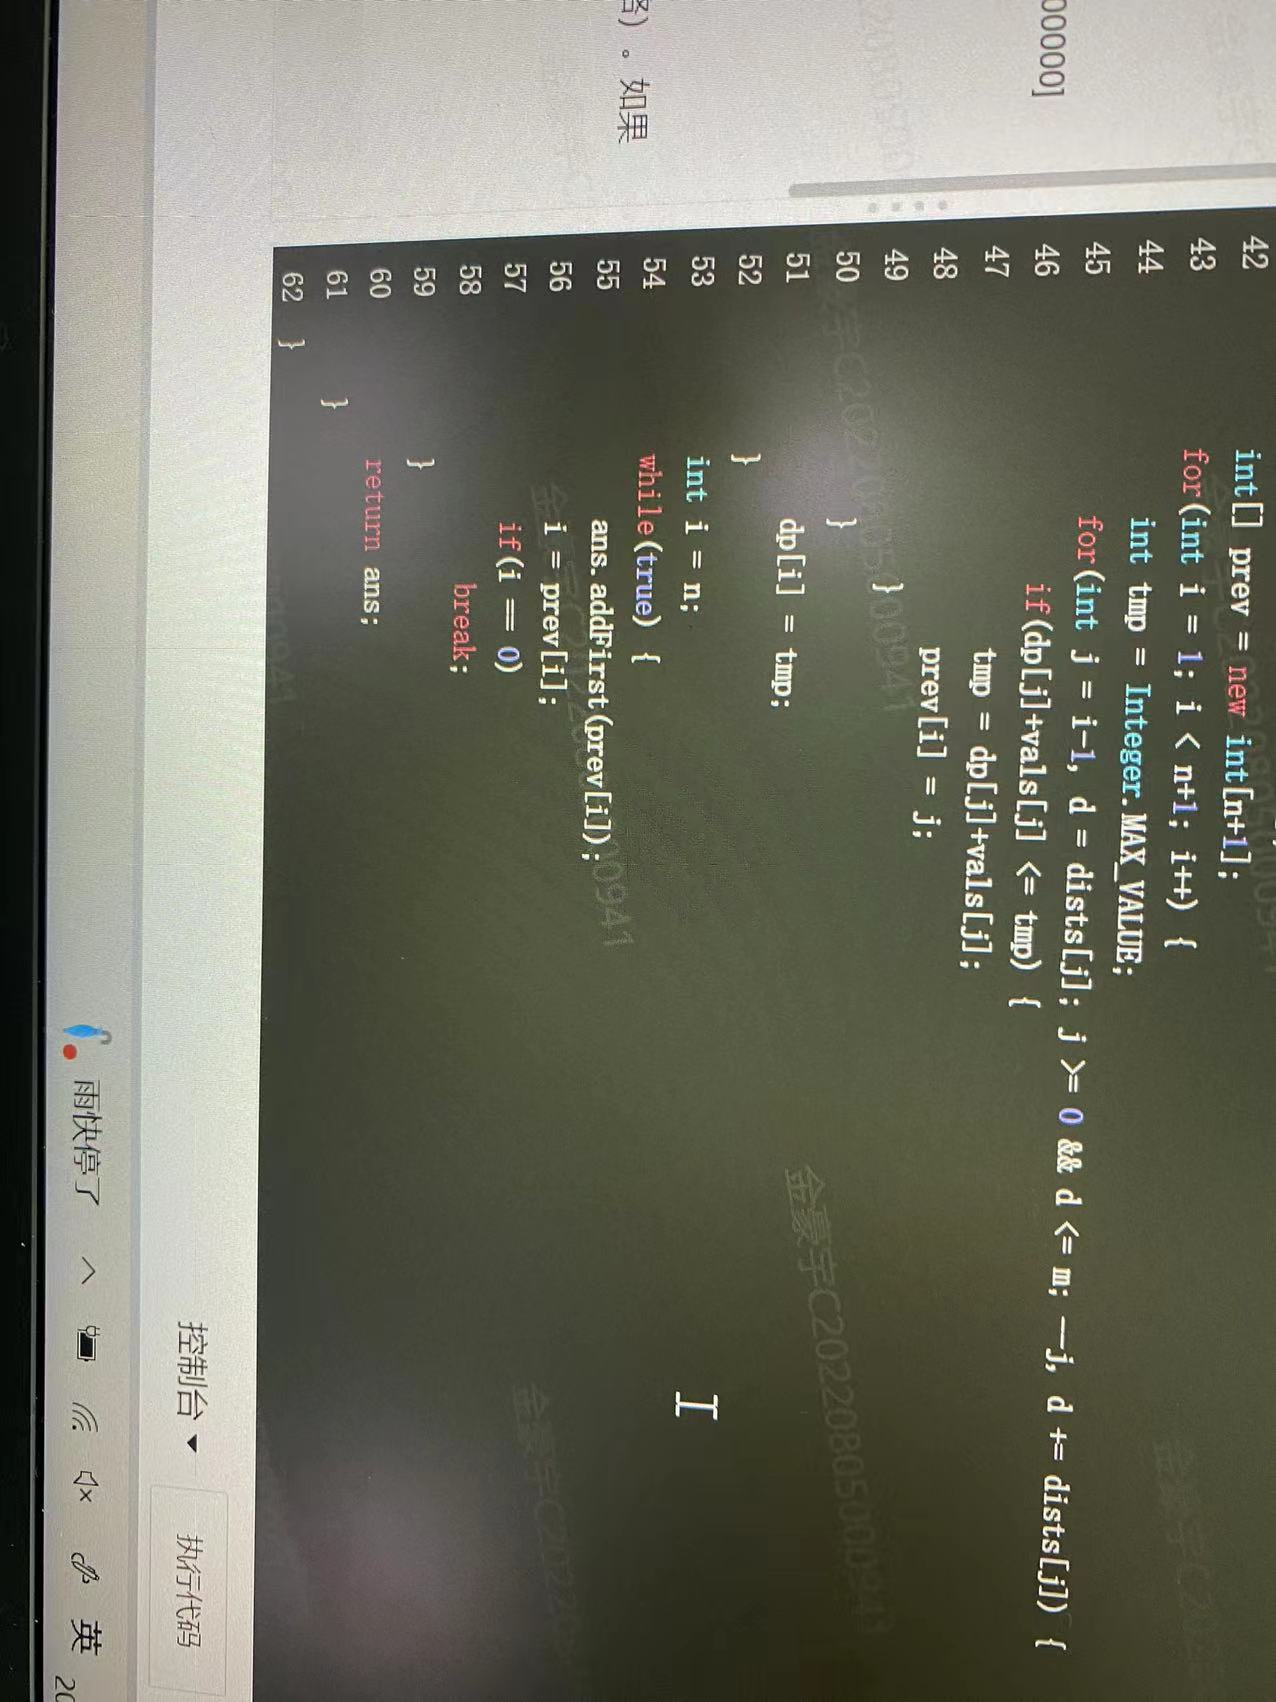 00000]
。如果
42 int[] prev = new int[n+1];
43 for(int i = 1; i < n+1; i++) {
44 int tmp = Integer.MAX_VALUE;
45 for(int j = i-1, d = dists[j]; j >= 0 && d <= m; --j, d += dists[j]) {
46 if(dp[j]+vals[j] <= tmp) {
47 tmp = dp[j]+vals[j];
48 prev[i] = j;
49 }
50 }
51 dp[i] = tmp;
52 }
53 int i = n;
54 while(true) {
55 ans.addFirst(prev[i]);
56 i = prev[i];
57 if(i == 0)
58 break;
59 }
60 return ans;
61 }
62 }
金豪宇C202208050094
控制台 执行代码
雨快停了 英 20